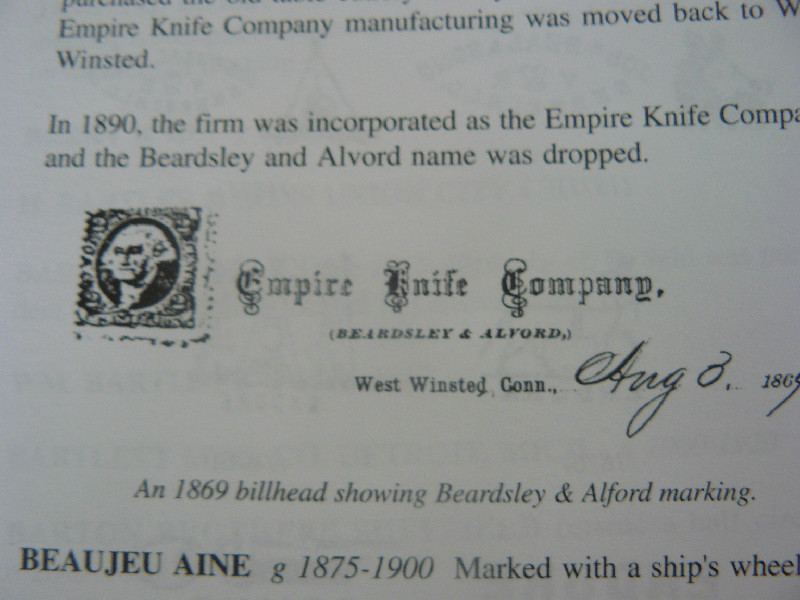 Empire Knife Company manufacturing was moved back to W
Winsted.
In 1890, the firm was incorporated as the Empire Knife Compa
and the Beardsley and Alvord name was dropped.
Empire Knife Company,
(BEARDSLEY & ALVORD,)
West Winsted, Conn., Aug 3, 1869
An 1869 billhead showing Beardsley & Alford marking.
BEAUJEU AINE g 1875-1900 Marked with a ship's wheel